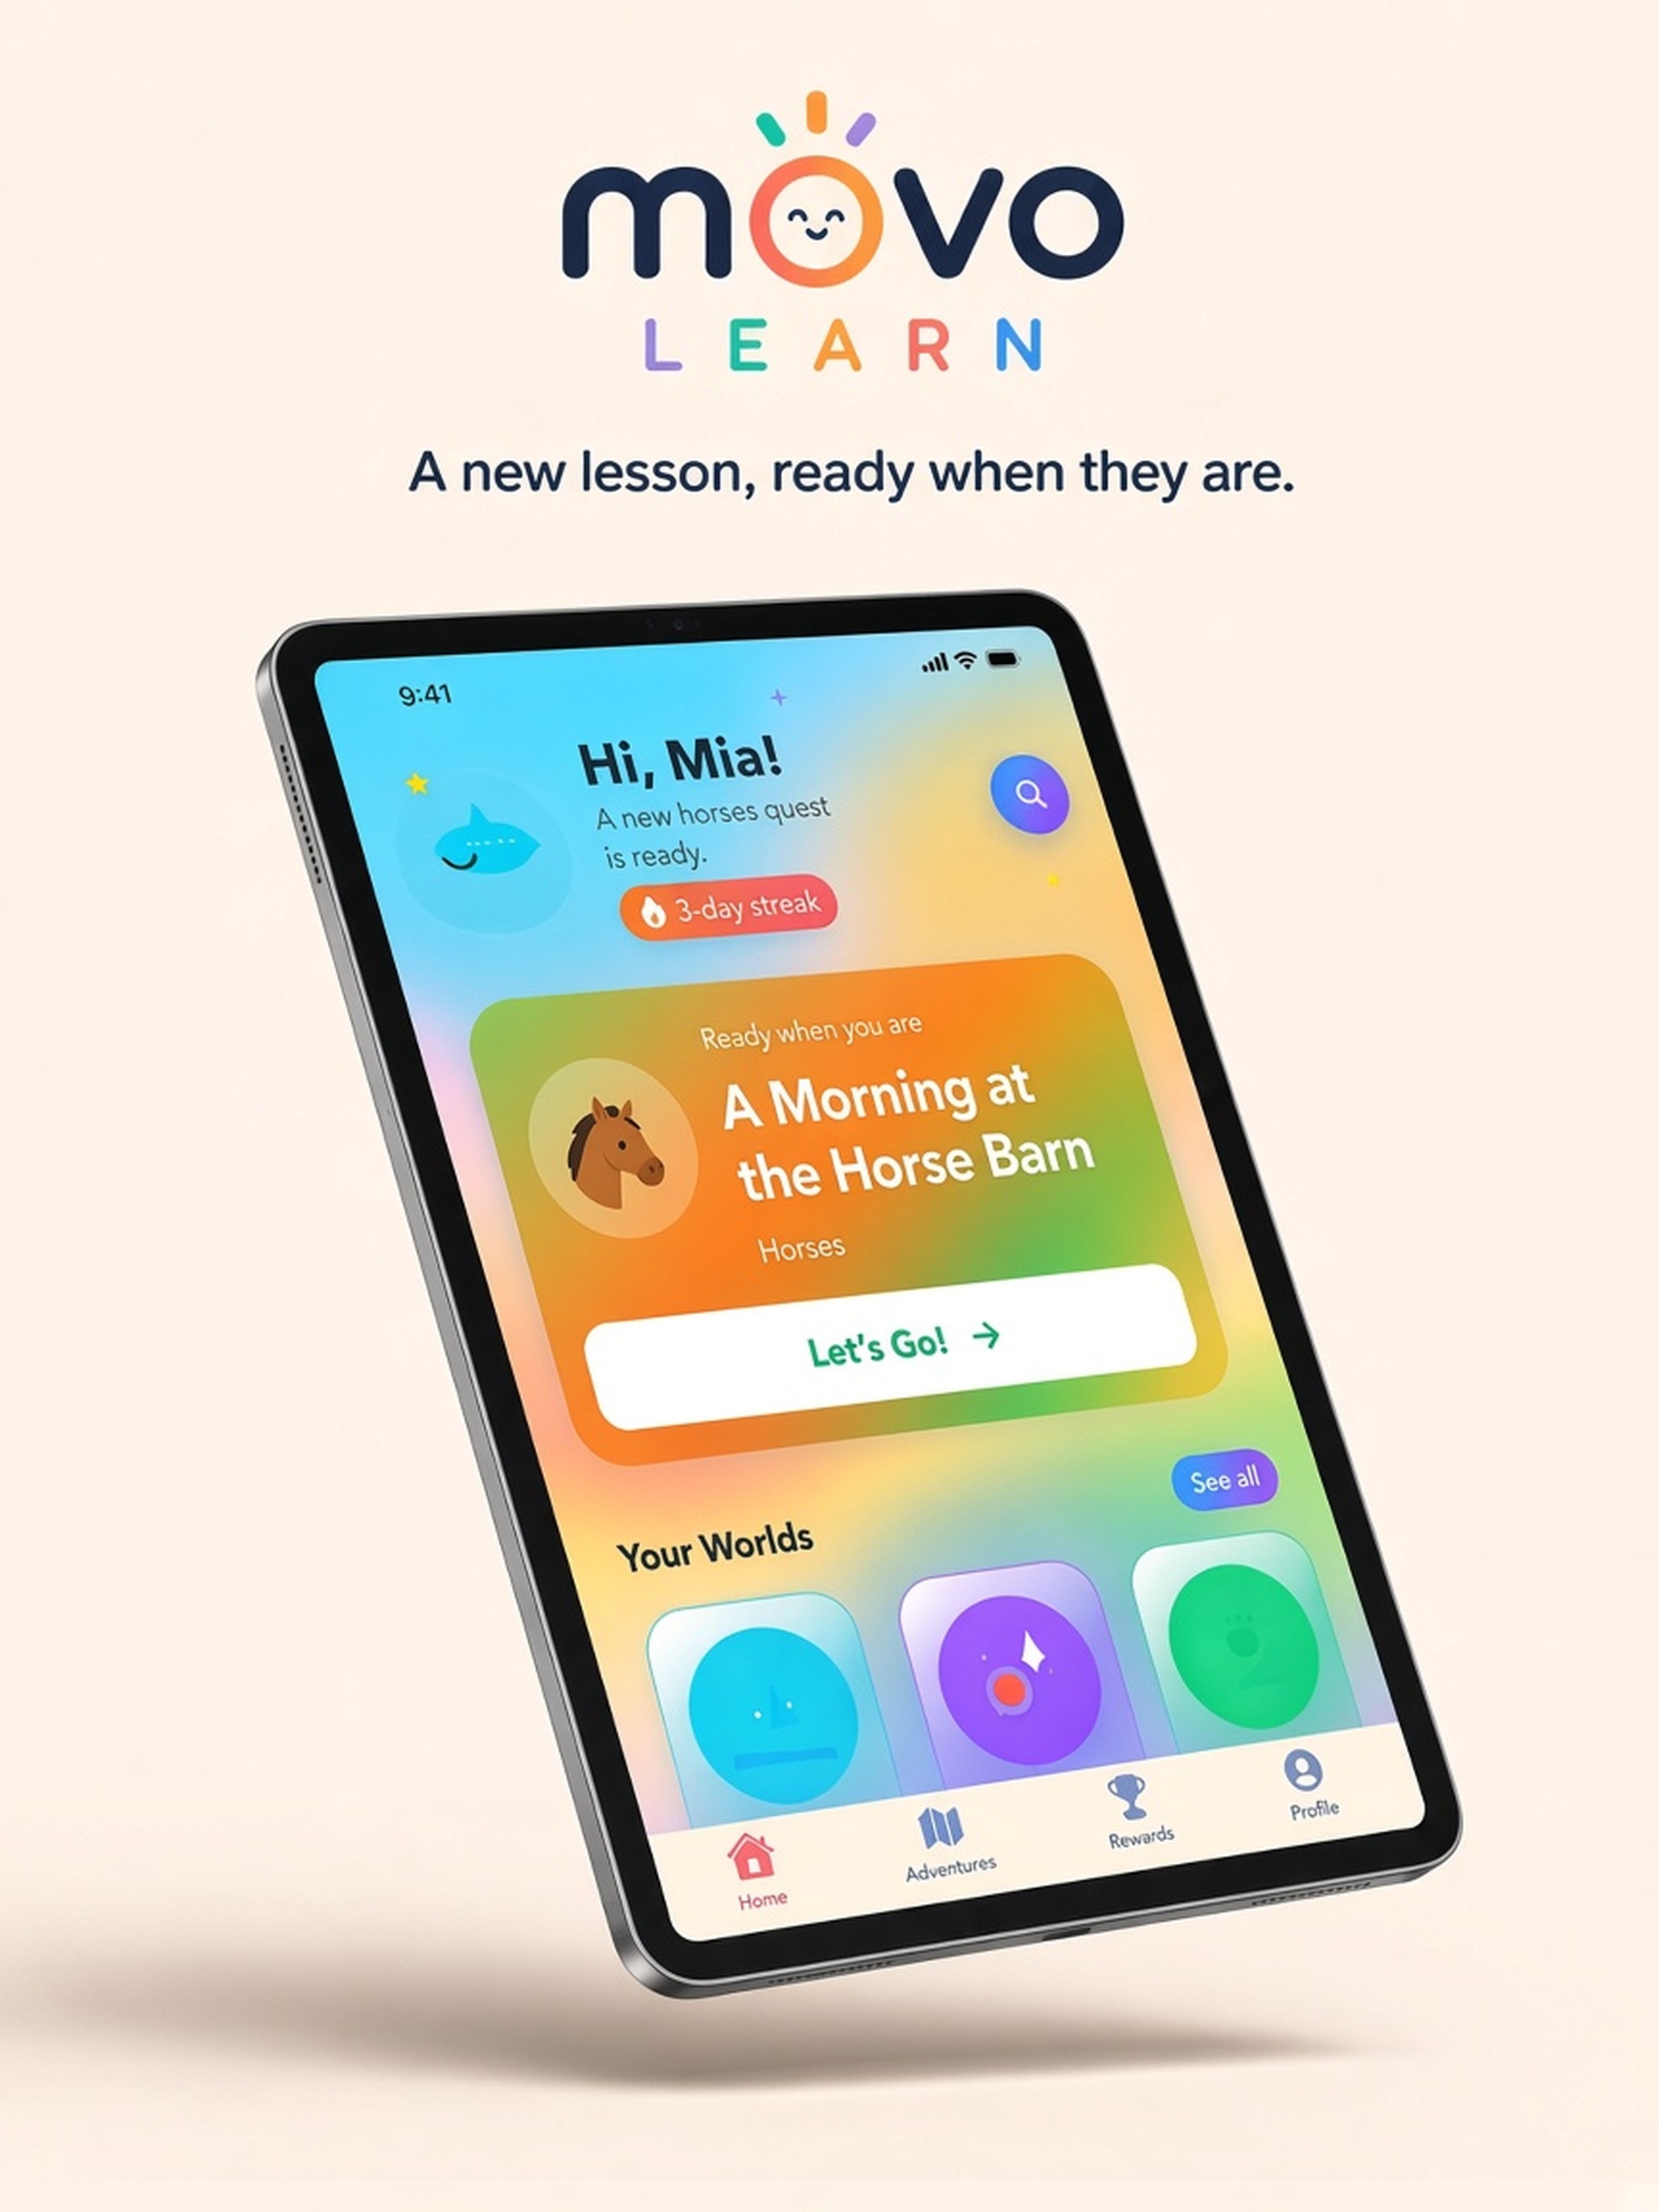 movo
LEARN
A new lesson, ready when they are.
9:41
Hi, Mia!
A new horses quest
is ready.
3-day streak
Ready when you are
A Morning at
the Horse Barn
Horses
Let's Go! →
See all
Your Worlds
Home
Adventures
Rewards
Profile